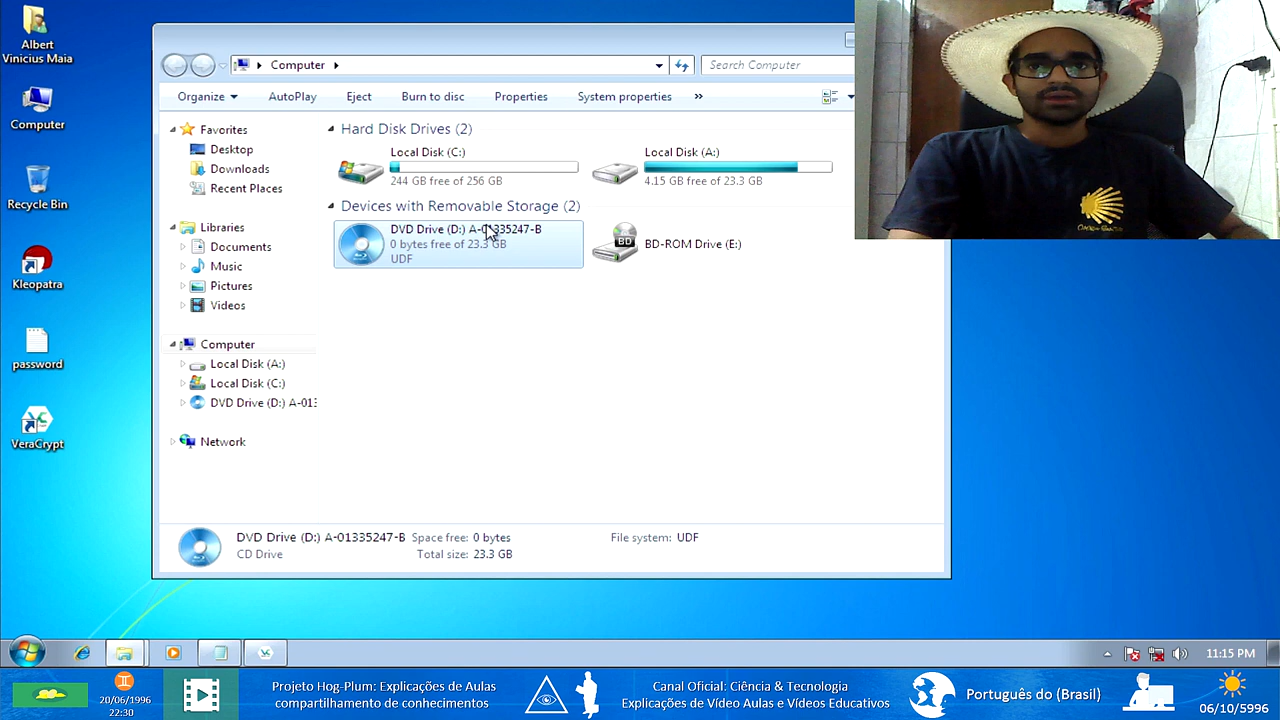 Albert
Vinicius Maia
Computer
Recycle Bin
Kleopatra
password
VeraCrypt
Computer
Search Computer
Organize
AutoPlay
Eject
Burn to disc
Properties
System properties
»
Favorites
Desktop
Downloads
Recent Places
Libraries
Documents
Music
Pictures
Videos
Computer
Local Disk (A:)
Local Disk (C:)
DVD Drive (D:) A-013
Network
Hard Disk Drives (2)
Local Disk (C:)
244 GB free of 256 GB
Local Disk (A:)
4.15 GB free of 23.3 GB
Devices with Removable Storage (2)
DVD Drive (D:) A-01335247-B
0 bytes free of 23.3 GB
UDF
BD
BD-ROM Drive (E:)
DVD Drive (D:) A-01335247-B Space free: 0 bytes File system: UDF
CD Drive Total size: 23.3 GB
11:15 PM
20/06/1996
22:30
Projeto Hog-Plum: Explicações de Aulas
compartilhamento de conhecimentos
Canal Oficial: Ciência & Tecnologia
Explicações de Vídeo Aulas e Vídeos Educativos
Português do (Brasil)
06/10/5996